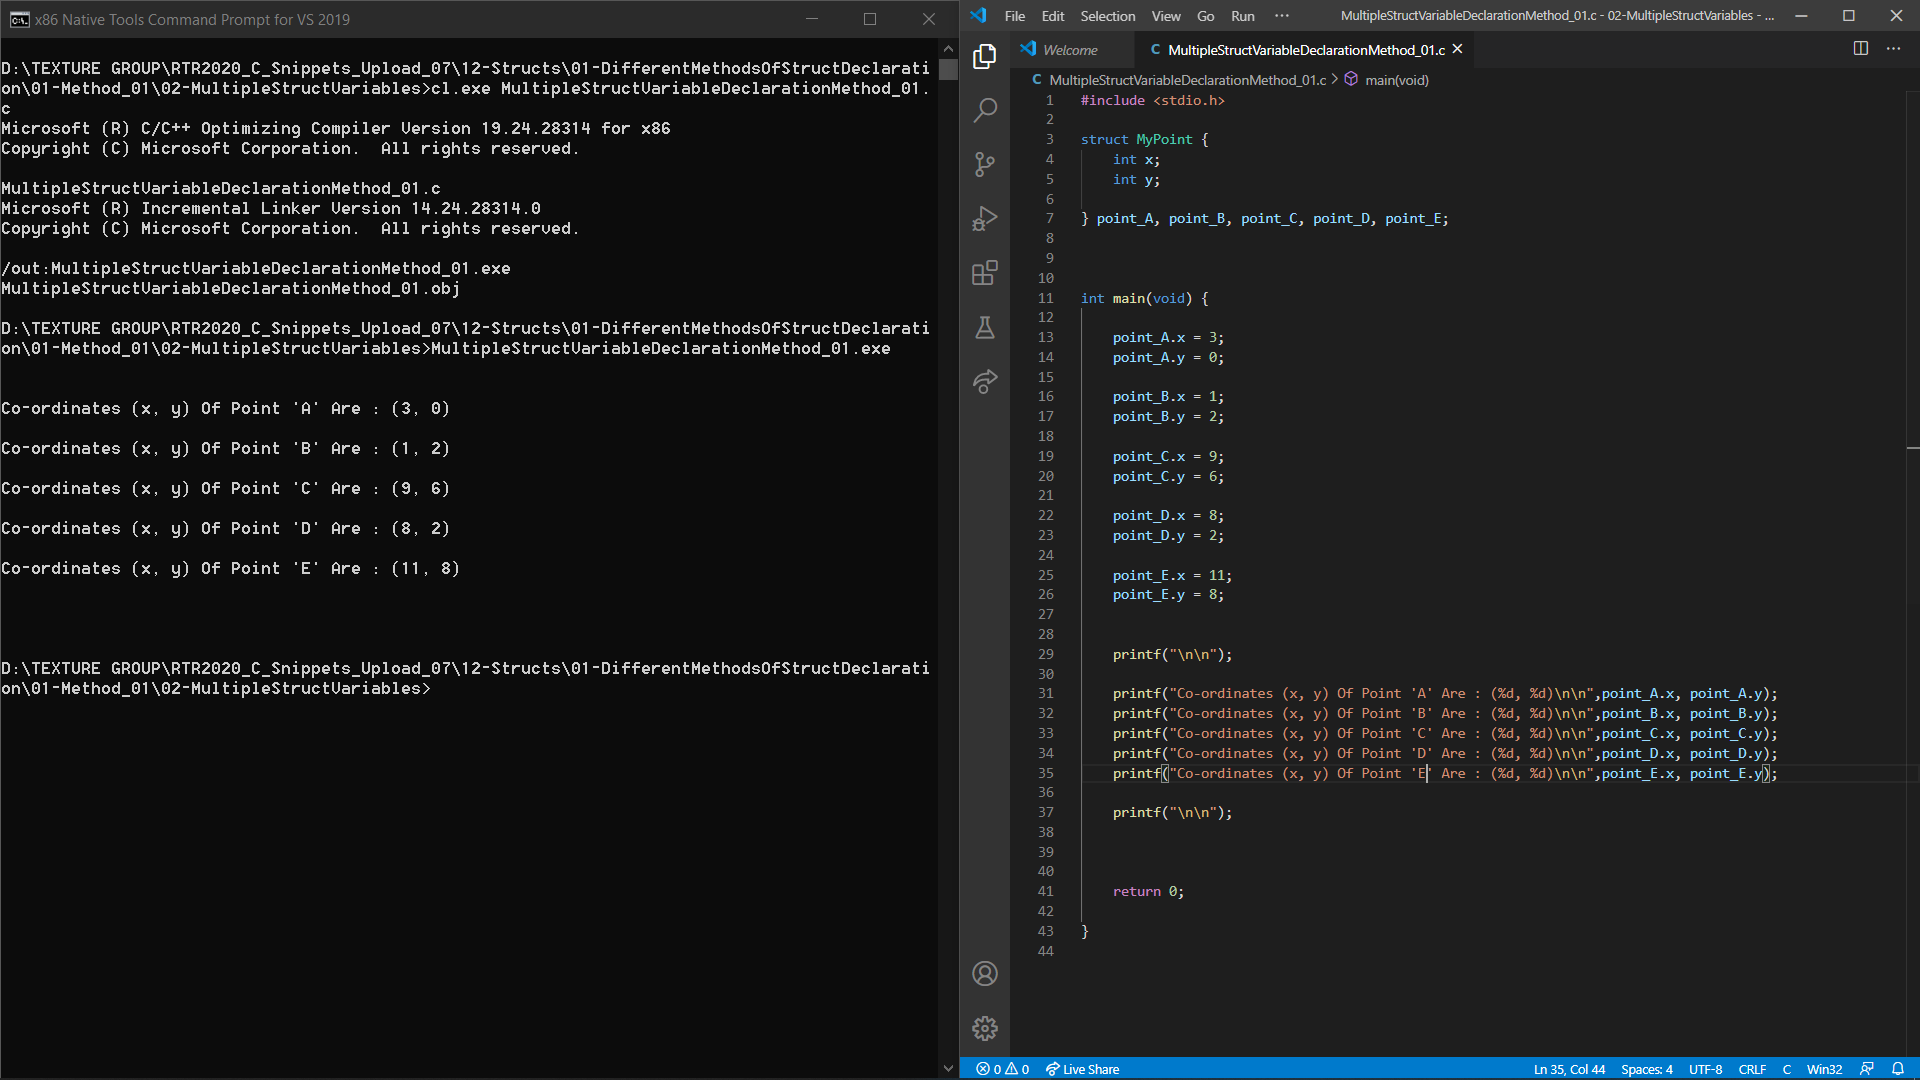 x86 Native Tools Command Prompt for VS 2019
D:\TEXTURE GROUP\RTR2020_C_Snippets_Upload_07\12-Structs\01-DifferentMethodsOfStructDeclarati
on\01-Method_01\02-MultipleStructVariables>cl.exe MultipleStructVariableDeclarationMethod_01.
c
Microsoft (R) C/C++ Optimizing Compiler Version 19.24.28314 for x86
Copyright (C) Microsoft Corporation.  All rights reserved.
MultipleStructVariableDeclarationMethod_01.c
Microsoft (R) Incremental Linker Version 14.24.28314.0
Copyright (C) Microsoft Corporation.  All rights reserved.
/out:MultipleStructVariableDeclarationMethod_01.exe
MultipleStructVariableDeclarationMethod_01.obj
D:\TEXTURE GROUP\RTR2020_C_Snippets_Upload_07\12-Structs\01-DifferentMethodsOfStructDeclarati
on\01-Method_01\02-MultipleStructVariables>MultipleStructVariableDeclarationMethod_01.exe
Co-ordinates (x, y) Of Point 'A' Are : (3, 0)
Co-ordinates (x, y) Of Point 'B' Are : (1, 2)
Co-ordinates (x, y) Of Point 'C' Are : (9, 6)
Co-ordinates (x, y) Of Point 'D' Are : (8, 2)
Co-ordinates (x, y) Of Point 'E' Are : (11, 8)
D:\TEXTURE GROUP\RTR2020_C_Snippets_Upload_07\12-Structs\01-DifferentMethodsOfStructDeclarati
on\01-Method_01\02-MultipleStructVariables>
File Edit Selection View Go Run ··· MultipleStructVariableDeclarationMethod_01.c - 02-MultipleStructVariables - ...
Welcome C MultipleStructVariableDeclarationMethod_01.c
C MultipleStructVariableDeclarationMethod_01.c > main(void)
1 #include <stdio.h>
2
3 struct MyPoint {
4     int x;
5     int y;
6
7 } point_A, point_B, point_C, point_D, point_E;
8
9
10
11 int main(void) {
12
13     point_A.x = 3;
14     point_A.y = 0;
15
16     point_B.x = 1;
17     point_B.y = 2;
18
19     point_C.x = 9;
20     point_C.y = 6;
21
22     point_D.x = 8;
23     point_D.y = 2;
24
25     point_E.x = 11;
26     point_E.y = 8;
27
28
29     printf("\n\n");
30
31     printf("Co-ordinates (x, y) Of Point 'A' Are : (%d, %d)\n\n",point_A.x, point_A.y);
32     printf("Co-ordinates (x, y) Of Point 'B' Are : (%d, %d)\n\n",point_B.x, point_B.y);
33     printf("Co-ordinates (x, y) Of Point 'C' Are : (%d, %d)\n\n",point_C.x, point_C.y);
34     printf("Co-ordinates (x, y) Of Point 'D' Are : (%d, %d)\n\n",point_D.x, point_D.y);
35     printf("Co-ordinates (x, y) Of Point 'E' Are : (%d, %d)\n\n",point_E.x, point_E.y);
36
37     printf("\n\n");
38
39
40
41     return 0;
42
43 }
44
0 0 Live Share Ln 35, Col 44 Spaces: 4 UTF-8 CRLF C Win32